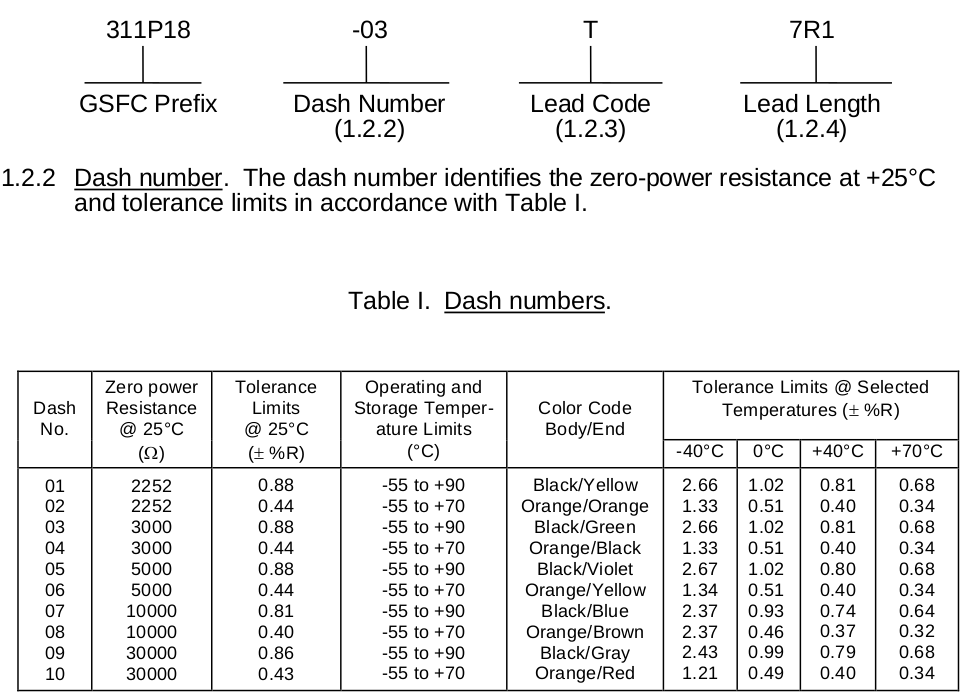 311P18 -03 T 7R1
GSFC Prefix Dash Number Lead Code Lead Length
(1.2.2) (1.2.3) (1.2.4)
1.2.2 Dash number. The dash number identifies the zero-power resistance at +25°C
and tolerance limits in accordance with Table I.
Table I. Dash numbers.
Dash
No.
Zero power
Resistance
@ 25°C
(Ω)
Tolerance
Limits
@ 25°C
(± %R)
Operating and
Storage Temper-
ature Limits
(°C)
Color Code
Body/End
Tolerance Limits @ Selected
Temperatures (± %R)
-40°C 0°C +40°C +70°C
01 2252 0.88 -55 to +90 Black/Yellow 2.66 1.02 0.81 0.68
02 2252 0.44 -55 to +70 Orange/Orange 1.33 0.51 0.40 0.34
03 3000 0.88 -55 to +90 Black/Green 2.66 1.02 0.81 0.68
04 3000 0.44 -55 to +70 Orange/Black 1.33 0.51 0.40 0.34
05 5000 0.88 -55 to +90 Black/Violet 2.67 1.02 0.80 0.68
06 5000 0.44 -55 to +70 Orange/Yellow 1.34 0.51 0.40 0.34
07 10000 0.81 -55 to +90 Black/Blue 2.37 0.93 0.74 0.64
08 10000 0.40 -55 to +70 Orange/Brown 2.37 0.46 0.37 0.32
09 30000 0.86 -55 to +90 Black/Gray 2.43 0.99 0.79 0.68
10 30000 0.43 -55 to +70 Orange/Red 1.21 0.49 0.40 0.34